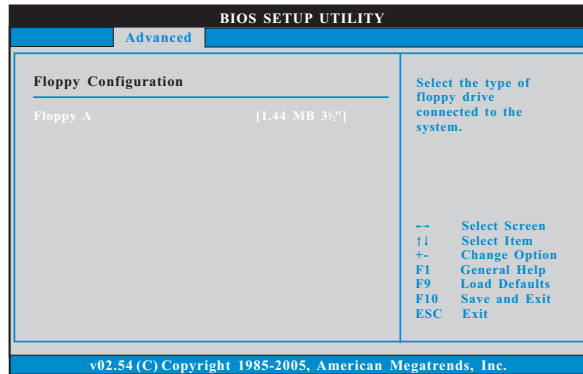 BIOS SETUP UTILITY
Advanced
Floppy Configuration
Floppy A [1.44 MB 3½"]
Select the type of
floppy drive
connected to the
system.
←→ Select Screen
↑↓ Select Item
+- Change Option
F1 General Help
F9 Load Defaults
F10 Save and Exit
ESC Exit
v02.54 (C) Copyright 1985-2005, American Megatrends, Inc.